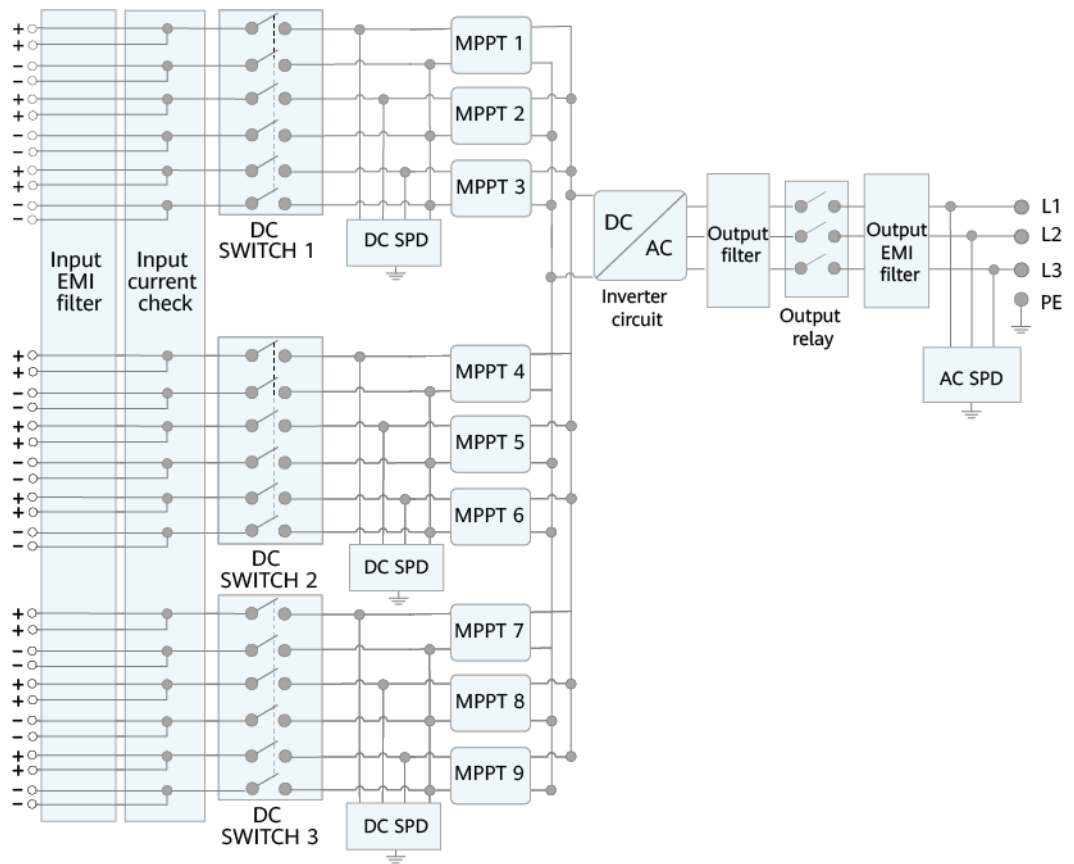 +
+
−
−
+
+
−
−
+
+
−
−
DC
SWITCH 1
MPPT 1
MPPT 2
MPPT 3
DC SPD
Input
EMI
filter
Input
current
check
DC
AC
Inverter
circuit
Output
filter
Output
relay
Output
EMI
filter
L1
L2
L3
PE
AC SPD
+
+
−
−
+
+
−
−
+
+
−
−
DC
SWITCH 2
MPPT 4
MPPT 5
MPPT 6
DC SPD
+
+
−
−
+
+
−
−
+
+
−
−
DC
SWITCH 3
MPPT 7
MPPT 8
MPPT 9
DC SPD